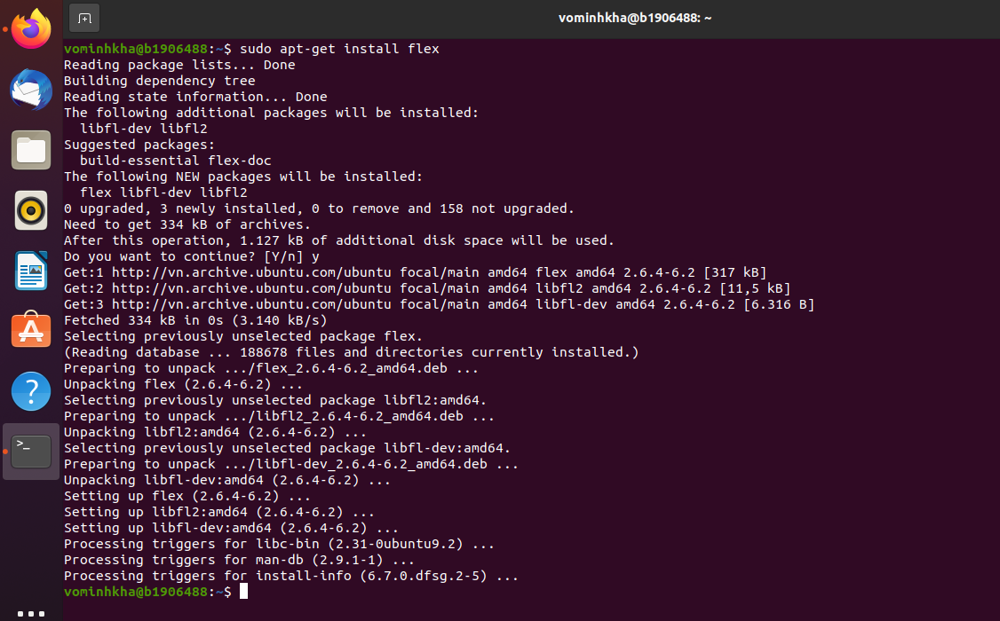 vominhkha@b1906488: ~
vominhkha@b1906488:~$ sudo apt-get install flex
Reading package lists... Done
Building dependency tree
Reading state information... Done
The following additional packages will be installed:
  libfl-dev libfl2
Suggested packages:
  build-essential flex-doc
The following NEW packages will be installed:
  flex libfl-dev libfl2
0 upgraded, 3 newly installed, 0 to remove and 158 not upgraded.
Need to get 334 kB of archives.
After this operation, 1.127 kB of additional disk space will be used.
Do you want to continue? [Y/n] y
Get:1 http://vn.archive.ubuntu.com/ubuntu focal/main amd64 flex amd64 2.6.4-6.2 [317 kB]
Get:2 http://vn.archive.ubuntu.com/ubuntu focal/main amd64 libfl2 amd64 2.6.4-6.2 [11,5 kB]
Get:3 http://vn.archive.ubuntu.com/ubuntu focal/main amd64 libfl-dev amd64 2.6.4-6.2 [6.316 B]
Fetched 334 kB in 0s (3.140 kB/s)
Selecting previously unselected package flex.
(Reading database ... 188678 files and directories currently installed.)
Preparing to unpack .../flex_2.6.4-6.2_amd64.deb ...
Unpacking flex (2.6.4-6.2) ...
Selecting previously unselected package libfl2:amd64.
Preparing to unpack .../libfl2_2.6.4-6.2_amd64.deb ...
Unpacking libfl2:amd64 (2.6.4-6.2) ...
Selecting previously unselected package libfl-dev:amd64.
Preparing to unpack .../libfl-dev_2.6.4-6.2_amd64.deb ...
Unpacking libfl-dev:amd64 (2.6.4-6.2) ...
Setting up flex (2.6.4-6.2) ...
Setting up libfl2:amd64 (2.6.4-6.2) ...
Setting up libfl-dev:amd64 (2.6.4-6.2) ...
Processing triggers for libc-bin (2.31-0ubuntu9.2) ...
Processing triggers for man-db (2.9.1-1) ...
Processing triggers for install-info (6.7.0.dfsg.2-5) ...
vominhkha@b1906488:~$